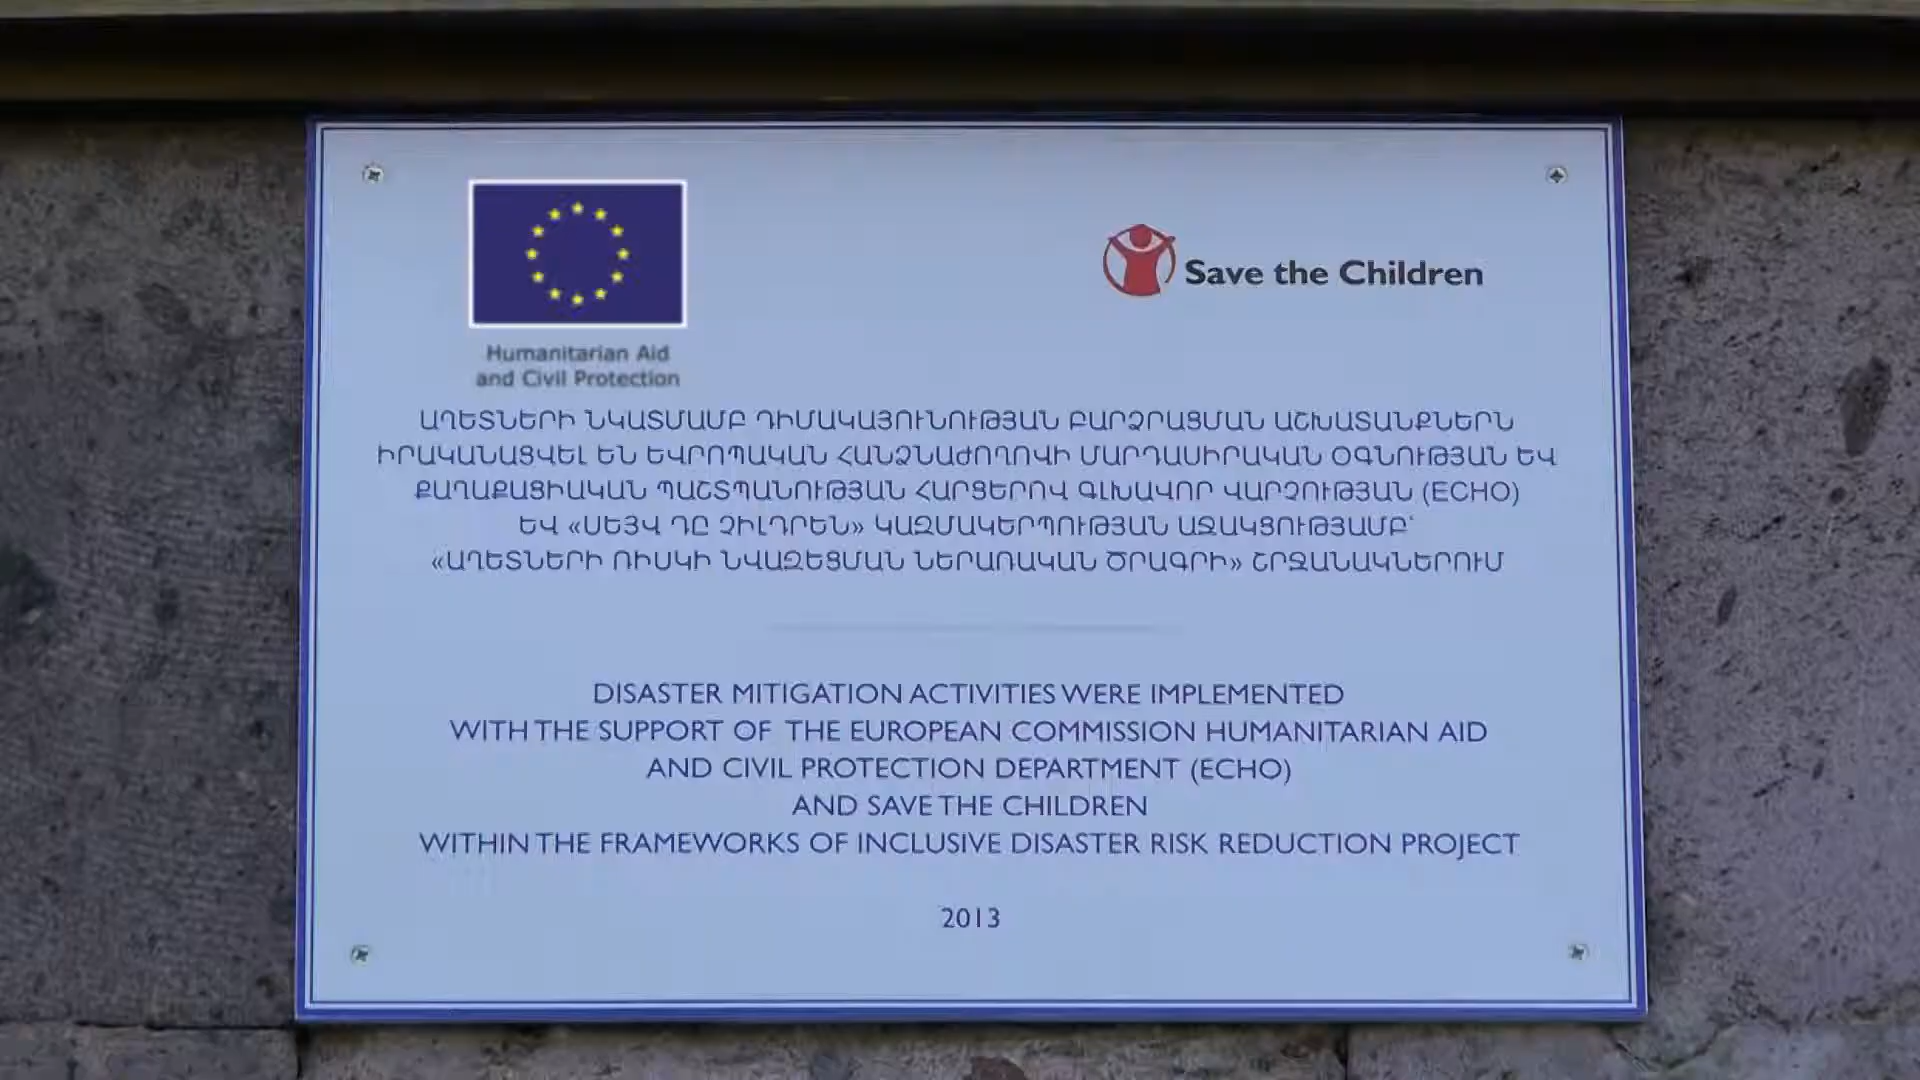 Humanitarian Aid
and Civil Protection
Save the Children
ԱՂԵՏՆԵՐԻ ՆԿԱՏՄԱՄԲ ԴԻՄԱԿԱՅՈՒՆՈՒԹՅԱՆ ԲԱՐՁՐԱՑՄԱՆ ԱՇԽԱՏԱՆՔՆԵՐՆ
ԻՐԱԿԱՆԱՑՎԵԼ ԵՆ ԵՎՐՈՊԱԿԱՆ ՀԱՆՁՆԱԺՈՂՈՎԻ ՄԱՐԴԱՍԻՐԱԿԱՆ ՕԳՆՈՒԹՅԱՆ ԵՎ
ՔԱՂԱՔԱՑԻԱԿԱՆ ՊԱՇՏՊԱՆՈՒԹՅԱՆ ՀԱՐՑԵՐՈՎ ԳԼԽԱՎՈՐ ՎԱՐՉՈՒԹՅԱՆ (ECHO)
ԵՎ «ՍԵՅՎ ԴԸ ՉԻԼԴՐԵՆ» ԿԱԶՄԱԿԵՐՊՈՒԹՅԱՆ ԱՋԱԿՑՈՒԹՅԱՄԲ՝
«ԱՂԵՏՆԵՐԻ ՌԻՍԿԻ ՆՎԱԶԵՑՄԱՆ ՆԵՐԱՌԱԿԱՆ ԾՐԱԳՐԻ» ՇՐՋԱՆԱԿՆԵՐՈՒՄ
DISASTER MITIGATION ACTIVITIES WERE IMPLEMENTED
WITH THE SUPPORT OF THE EUROPEAN COMMISSION HUMANITARIAN AID
AND CIVIL PROTECTION DEPARTMENT (ECHO)
AND SAVE THE CHILDREN
WITHIN THE FRAMEWORKS OF INCLUSIVE DISASTER RISK REDUCTION PROJECT
2013